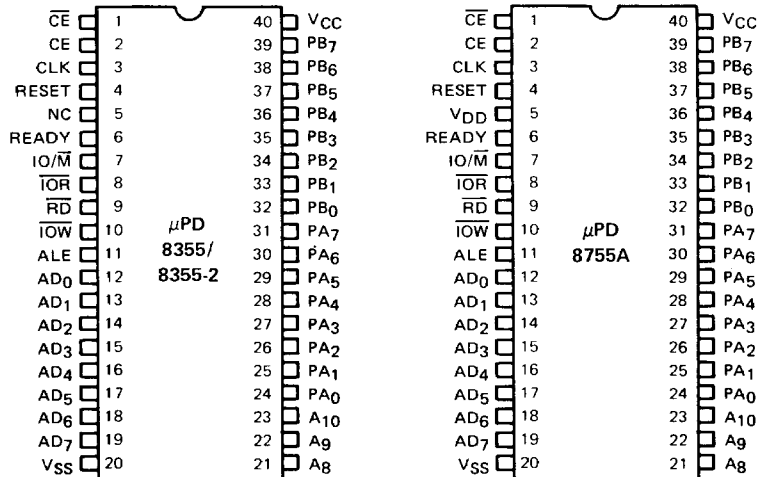 C̅E̅ 1 40 VCC
CE 2 39 PB7
CLK 3 38 PB6
RESET 4 37 PB5
NC 5 36 PB4
READY 6 35 PB3
IO/M̅ 7 34 PB2
I̅O̅R̅ 8 33 PB1
R̅D̅ 9 32 PB0
I̅O̅W̅ 10 31 PA7
ALE 11 30 PA6
AD0 12 29 PA5
AD1 13 28 PA4
AD2 14 27 PA3
AD3 15 26 PA2
AD4 16 25 PA1
AD5 17 24 PA0
AD6 18 23 A10
AD7 19 22 A9
VSS 20 21 A8
μPD
8355/
8355-2
C̅E̅ 1 40 VCC
CE 2 39 PB7
CLK 3 38 PB6
RESET 4 37 PB5
VDD 5 36 PB4
READY 6 35 PB3
IO/M̅ 7 34 PB2
I̅O̅R̅ 8 33 PB1
R̅D̅ 9 32 PB0
I̅O̅W̅ 10 31 PA7
ALE 11 30 PA6
AD0 12 29 PA5
AD1 13 28 PA4
AD2 14 27 PA3
AD3 15 26 PA2
AD4 16 25 PA1
AD5 17 24 PA0
AD6 18 23 A10
AD7 19 22 A9
VSS 20 21 A8
μPD
8755A